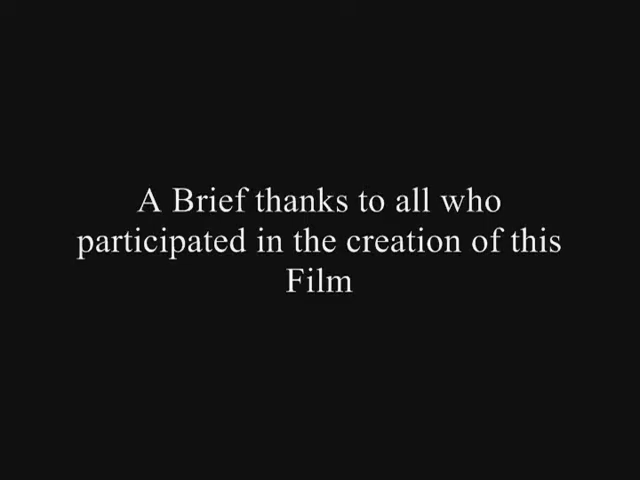 A Brief thanks to all who
participated in the creation of this
Film